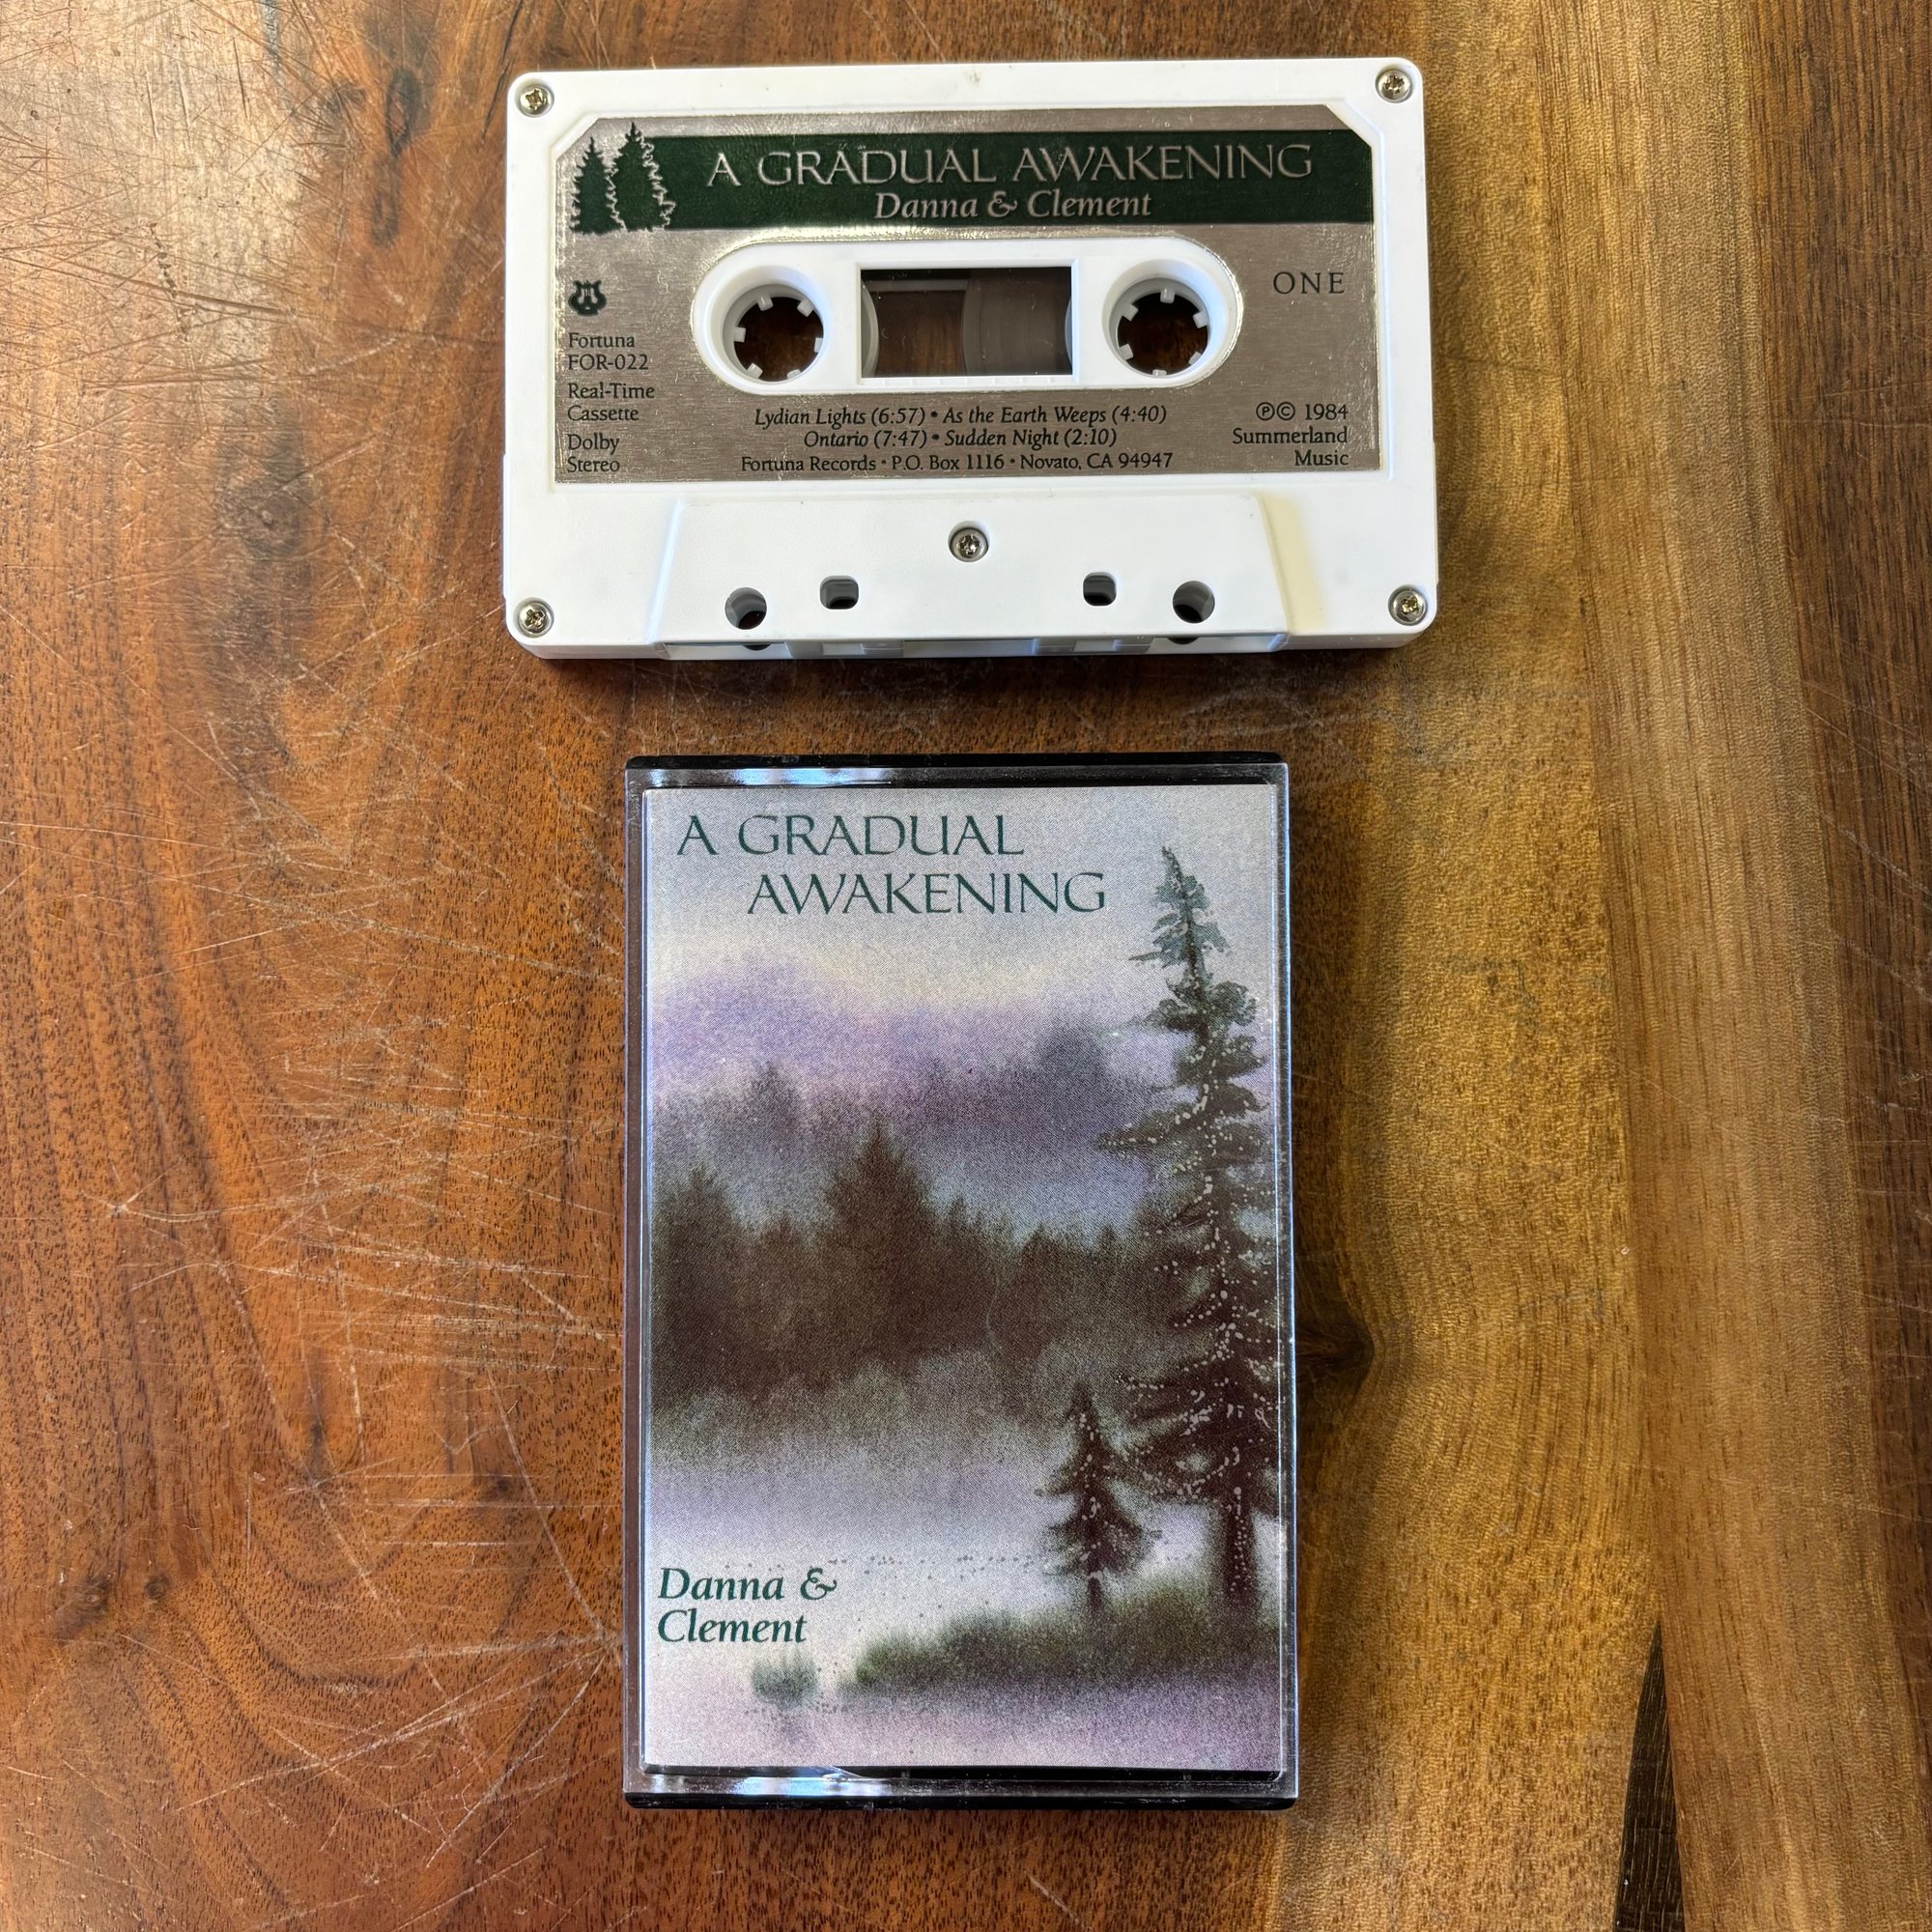 A GRADUAL AWAKENING
Danna & Clement
ONE
Fortuna
FOR-022
Real-Time
Cassette
Dolby
Stereo
Lydian Lights (6:57) • As the Earth Weeps (4:40)
Ontario (7:47) • Sudden Night (2:10)
Fortuna Records • P.O. Box 1116 • Novato, CA 94947
℗© 1984
Summerland
Music
A GRADUAL
AWAKENING
Danna &
Clement